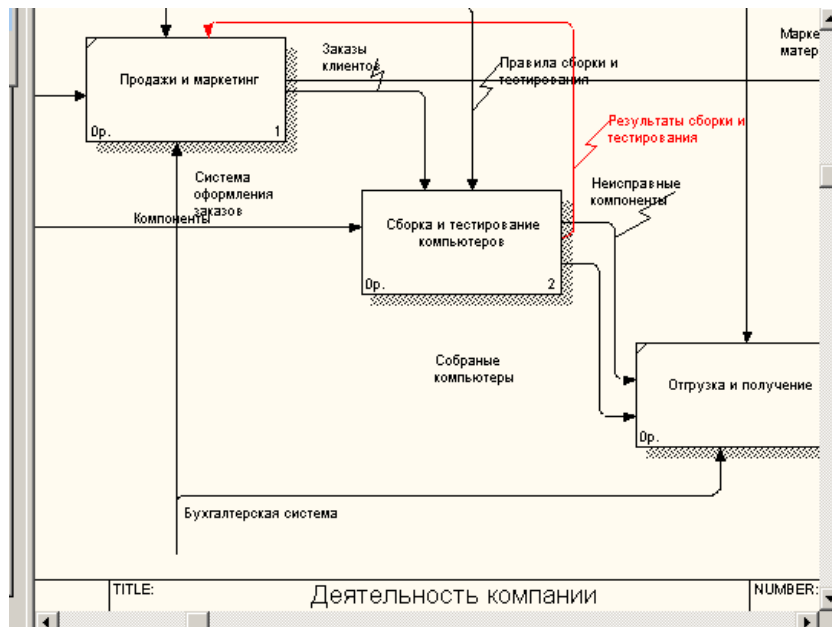 Марке
матер
Заказы
клиентов
Правила сборки и
тестирования
Продажи и маркетинг
0р.
1
Результаты сборки и
тестирования
Система
оформления
заказов
Неисправные
компоненты
Компоненты
Сборка и тестирование
компьютеров
0р.
2
Собраные
компьютеры
Отгрузка и получение
0р.
Бухгалтерская система
TITLE:
Деятельность компании
NUMBER: